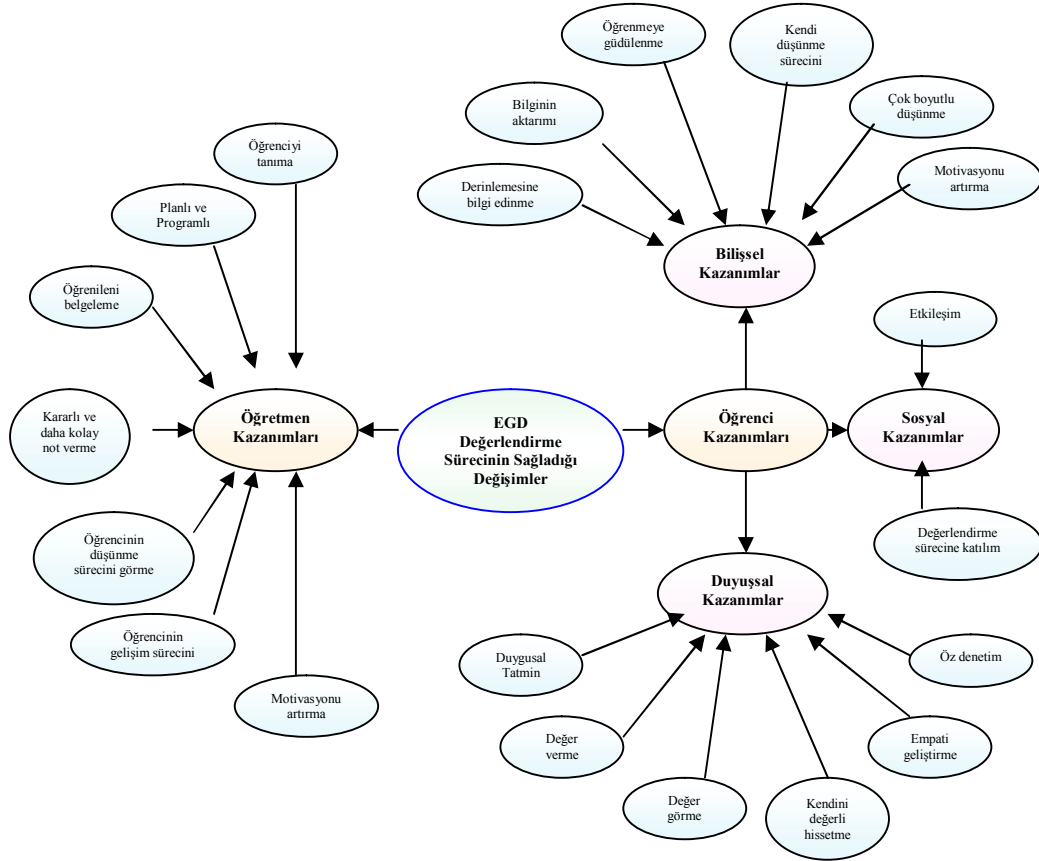 Öğrenmeye
güdülenme
Kendi
düşünme
sürecini
Bilginin
aktarımı
Çok boyutlu
düşünme
Öğrenciyi
tanıma
Derinlemesine
bilgi edinme
Motivasyonu
artırma
Planlı ve
Programlı
Bilişsel
Kazanımlar
Öğrenileni
belgeleme
Etkileşim
Kararlı ve
daha kolay
not verme
Öğretmen
Kazanımları
EGD
Değerlendirme
Sürecinin Sağladığı
Değişimler
Öğrenci
Kazanımları
Sosyal
Kazanımlar
Öğrencinin
düşünme
sürecini görme
Değerlendirme
sürecine katılım
Duyuşsal
Kazanımlar
Öğrencinin
gelişim sürecini
Duygusal
Tatmin
Öz denetim
Motivasyonu
artırma
Değer
verme
Empati
geliştirme
Değer
görme
Kendini
değerli
hissetme